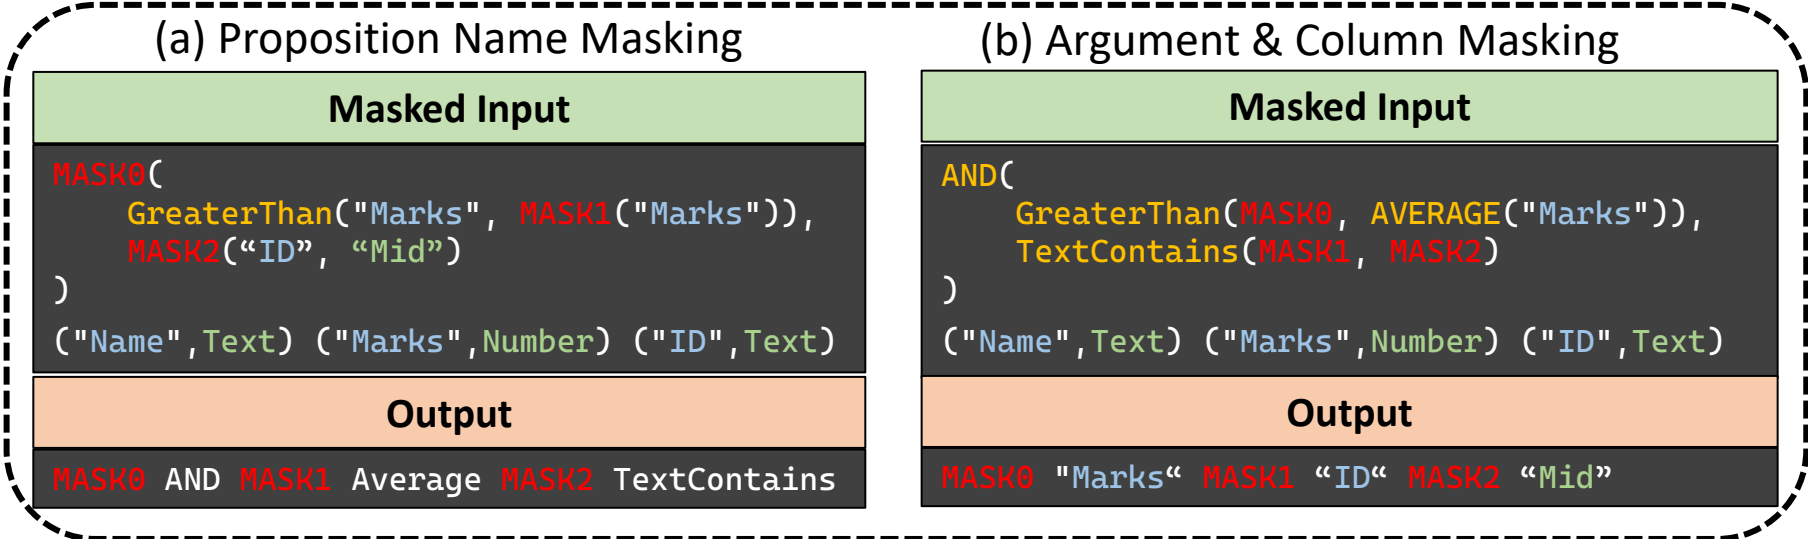 (a) Proposition Name Masking
Masked Input
MASK0(
GreaterThan("Marks", MASK1("Marks")),
MASK2(“ID”, “Mid”)
)
("Name",Text) ("Marks",Number) ("ID",Text)
Output
MASK0 AND MASK1 Average MASK2 TextContains
(b) Argument & Column Masking
Masked Input
AND(
GreaterThan(MASK0, AVERAGE("Marks")),
TextContains(MASK1, MASK2)
)
("Name",Text) ("Marks",Number) ("ID",Text)
Output
MASK0 "Marks“ MASK1 “ID“ MASK2 “Mid”